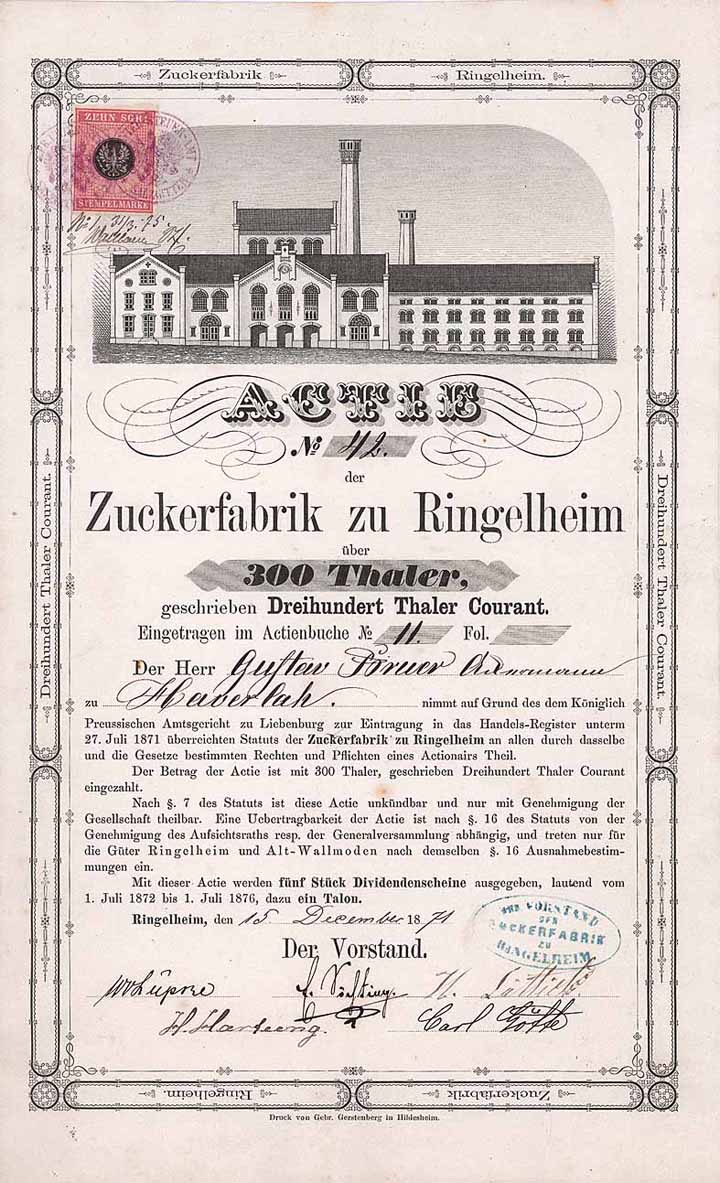 Zuckerfabrik Ringelheim.
ZEHN SGR:
STEMPELMARKE
31/3. 75.
ACTIE
No 42.
der
Zuckerfabrik zu Ringelheim
über
300 Thaler,
geschrieben Dreihundert Thaler Courant.
Eingetragen im Actienbuche No 11. Fol.
Der Herr Gustav
zu Haverlah. nimmt auf Grund des dem Königlich
Preussischen Amtsgericht zu Liebenburg zur Eintragung in das Handels-Register unterm
27. Juli 1871 überreichten Statuts der Zuckerfabrik zu Ringelheim an allen durch dasselbe
und die Gesetze bestimmten Rechten und Pflichten eines Actionairs Theil.
Der Betrag der Actie ist mit 300 Thaler, geschrieben Dreihundert Thaler Courant
eingezahlt.
Nach §. 7 des Statuts ist diese Actie unkündbar und nur mit Genehmigung der
Gesellschaft theilbar. Eine Uebertragbarkeit der Actie ist nach §. 16 des Statuts von der
Genehmigung des Aufsichtsraths resp. der Generalversammlung abhängig, und treten nur für
die Güter Ringelheim und Alt-Wallmoden nach demselben §. 16 Ausnahmebestim-
mungen ein.
Mit dieser Actie werden fünf Stück Dividendenscheine ausgegeben, lautend vom
1. Juli 1872 bis 1. Juli 1876, dazu ein Talon.
Ringelheim, den 15 December 1871
DER VORSTAND
DER
ZUCKERFABRIK
ZU
RINGELHEIM
Der Vorstand.
Carl Götte
Dreihundert Thaler Courant.
Dreihundert Thaler Courant.
Zuckerfabrik Ringelheim.
Druck von Gebr. Gerstenberg in Hildesheim.